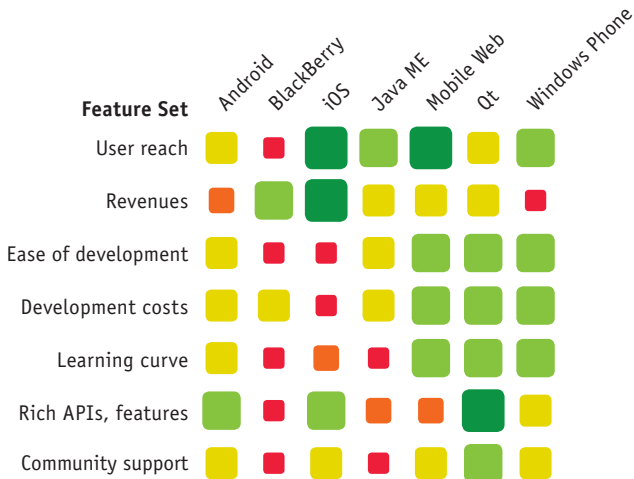 Android
BlackBerry
iOS
Java ME
Mobile Web
Qt
Windows Phone
Feature Set
User reach
Revenues
Ease of development
Development costs
Learning curve
Rich APIs, features
Community support